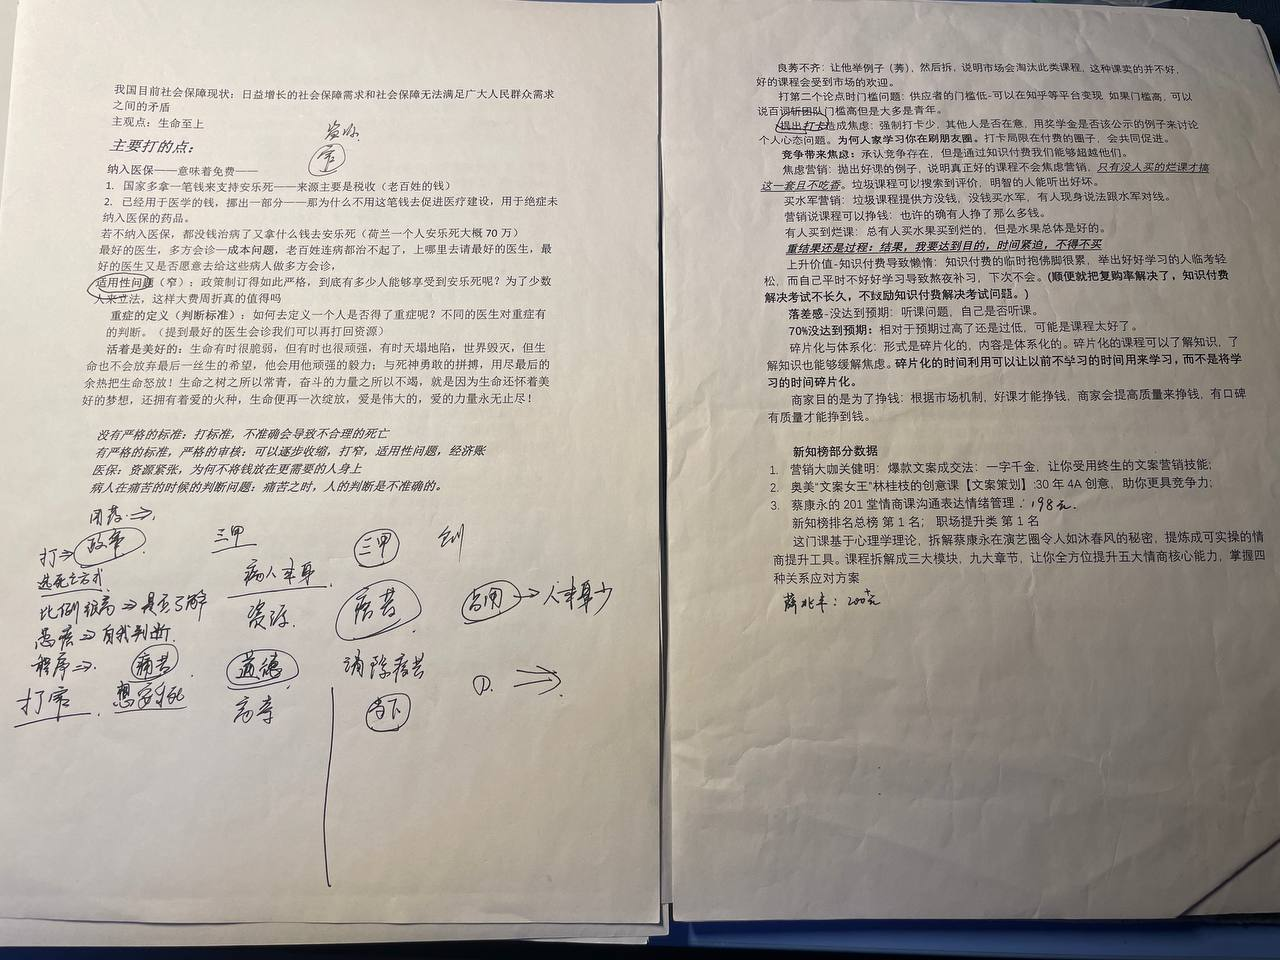 我国目前社会保障现状：日益增长的社会保障需求和社会保障无法满足广大人民群众需求
之间的矛盾
主观点：生命至上
资源
主要打的点：
纳入医保——意味着免费——
1. 国家多拿一笔钱来支持安乐死——来源主要是税收（老百姓的钱）
2. 已经用于医学的钱，挪出一部分——那为什么不用这笔钱去促进医疗建设，用于绝症未
纳入医保的药品。
若不纳入医保，都没钱治病了又拿什么钱去安乐死（荷兰一个人安乐死大概 70 万）
最好的医生，多方会诊—成本问题，老百姓连病都治不起了，上哪里去请最好的医生，最
好的医生又是否愿意去给这些病人做多方会诊，
适用性问题（窄）：政策制订得如此严格，到底有多少人能够享受到安乐死呢？为了少数
人来立法，这样大费周折真的值得吗
重症的定义（判断标准）：如何去定义一个人是否得了重症呢？不同的医生对重症有
的判断。（提到最好的医生会诊我们可以再打回资源）
活着是美好的：生命有时很脆弱，但有时也很顽强，有时天塌地陷，世界毁灭，但生
命也不会放弃最后一丝生的希望，他会用他顽强的毅力；与死神勇敢的拼搏，用尽最后的
余热把生命怒放！生命之树之所以常青，奋斗的力量之所以不竭，就是因为生命还怀着美
好的梦想，还拥有着爱的火种，生命便再一次绽放，爱是伟大的，爱的力量永无止尽！
没有严格的标准：打标准，不准确会导致不合理的死亡
有严格的标准，严格的审核：可以逐步收缩，打窄，适用性问题，经济账
医保：资源紧张，为何不将钱放在更需要的人身上
病人在痛苦的时候的判断问题：痛苦之时，人的判断是不准确的。
打⇒
三甲
三甲
病人本身
选死亡方式
比例较高⇒是否了解
资源
痛苦
占用→人本身少
⇒自我判断
程序⇒
痛苦
道德
消除痛苦
①
打窄
想要死
当下
良莠不齐：让他举例子（莠），然后拆，说明市场会淘汰此类课程，这种课卖的并不好，
好的课程会受到市场的欢迎。
打第二个论点时门槛问题：供应者的门槛低-可以在知乎等平台变现 如果门槛高，可以
说百词斩团队门槛高但是大多是青年。
提出打卡造成焦虑：强制打卡少，其他人是否在意，用奖学金是否该公示的例子来讨论
个人心态问题。为何人家学习你在刷朋友圈。打卡局限在付费的圈子，会共同促进。
竞争带来焦虑：承认竞争存在，但是通过知识付费我们能够超越他们。
焦虑营销：抛出好课的例子，说明真正好的课程不会焦虑营销，只有没人买的烂课才搞
这一套且不吃香。垃圾课程可以搜索到评价，明智的人能听出好坏。
买水军营销：垃圾课程提供方没钱，没钱买水军，有人现身说法跟水军对线。
营销说课程可以挣钱：也许的确有人挣了那么多钱。
有人买到烂课：总有人买水果买到烂的，但是水果总体是好的。
重结果还是过程：结果，我要达到目的，时间紧迫，不得不买
上升价值-知识付费导致懒惰：知识付费的临时抱佛脚很累，举出好好学习的人临考轻
松，而自己平时不好好学习导致熬夜补习，下次不会。（顺便就把复购率解决了，知识付费
解决考试不长久，不鼓励知识付费解决考试问题。）
落差感-没达到预期：听课问题，自己是否听课。
70%没达到预期：相对于预期过高了还是过低，可能是课程太好了。
碎片化与体系化：形式是碎片化的，内容是体系化的。碎片化的课程可以了解知识，了
解知识也能够缓解焦虑。碎片化的时间利用可以让以前不学习的时间用来学习，而不是将学
习的时间碎片化。
商家目的是为了挣钱：根据市场机制，好课才能挣钱，商家会提高质量来挣钱，有口碑
有质量才能挣到钱。
新知榜部分数据
1. 营销大咖关健明：爆款文案成交法：一字千金，让你受用终生的文案营销技能；
2. 奥美“文案女王”林桂枝的创意课【文案策划】:30 年 4A 创意，助你更具竞争力；
3. 蔡康永的 201 堂情商课沟通表达情绪管理：198元.
新知榜排名总榜 第 1 名； 职场提升类 第 1 名
这门课基于心理学理论，拆解蔡康永在演艺圈令人如沐春风的秘密，提炼成可实操的情
商提升工具。课程拆解成三大模块，九大章节，让你全方位提升五大情商核心能力，掌握四
种关系应对方案
薛兆丰：200+元